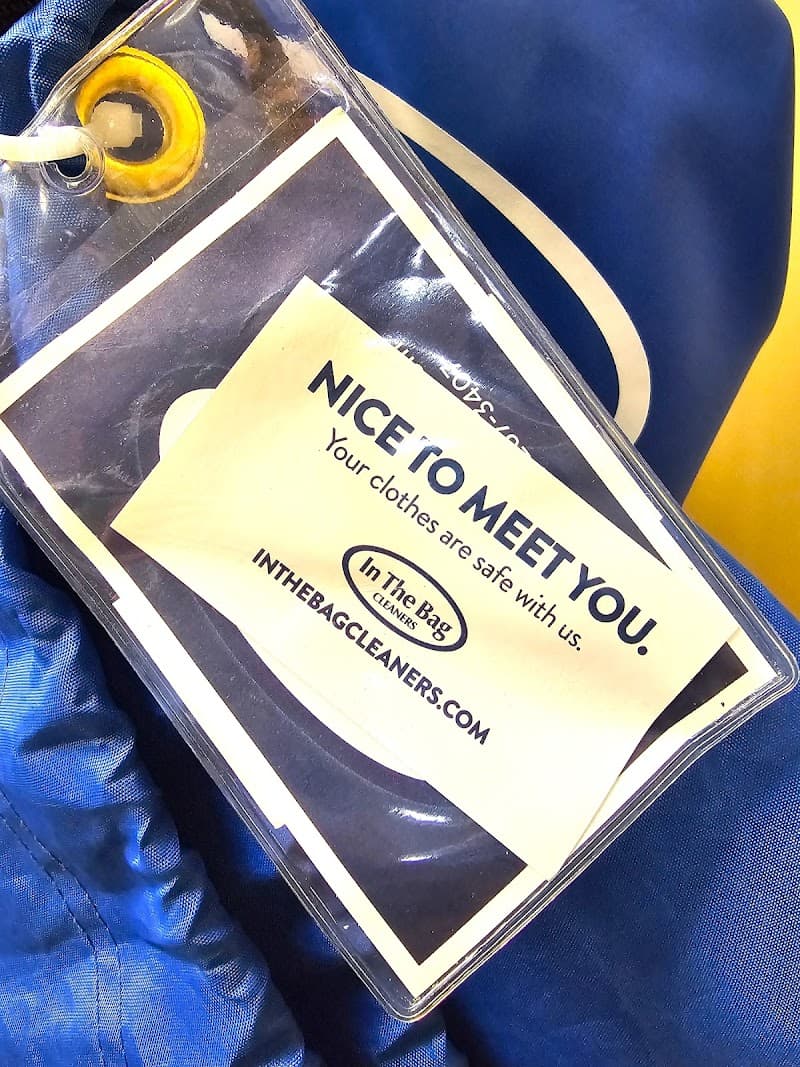 NICE TO MEET YOU.
Your clothes are safe with us.
In The Bag
CLEANERS
INTHEBAGCLEANERS.COM